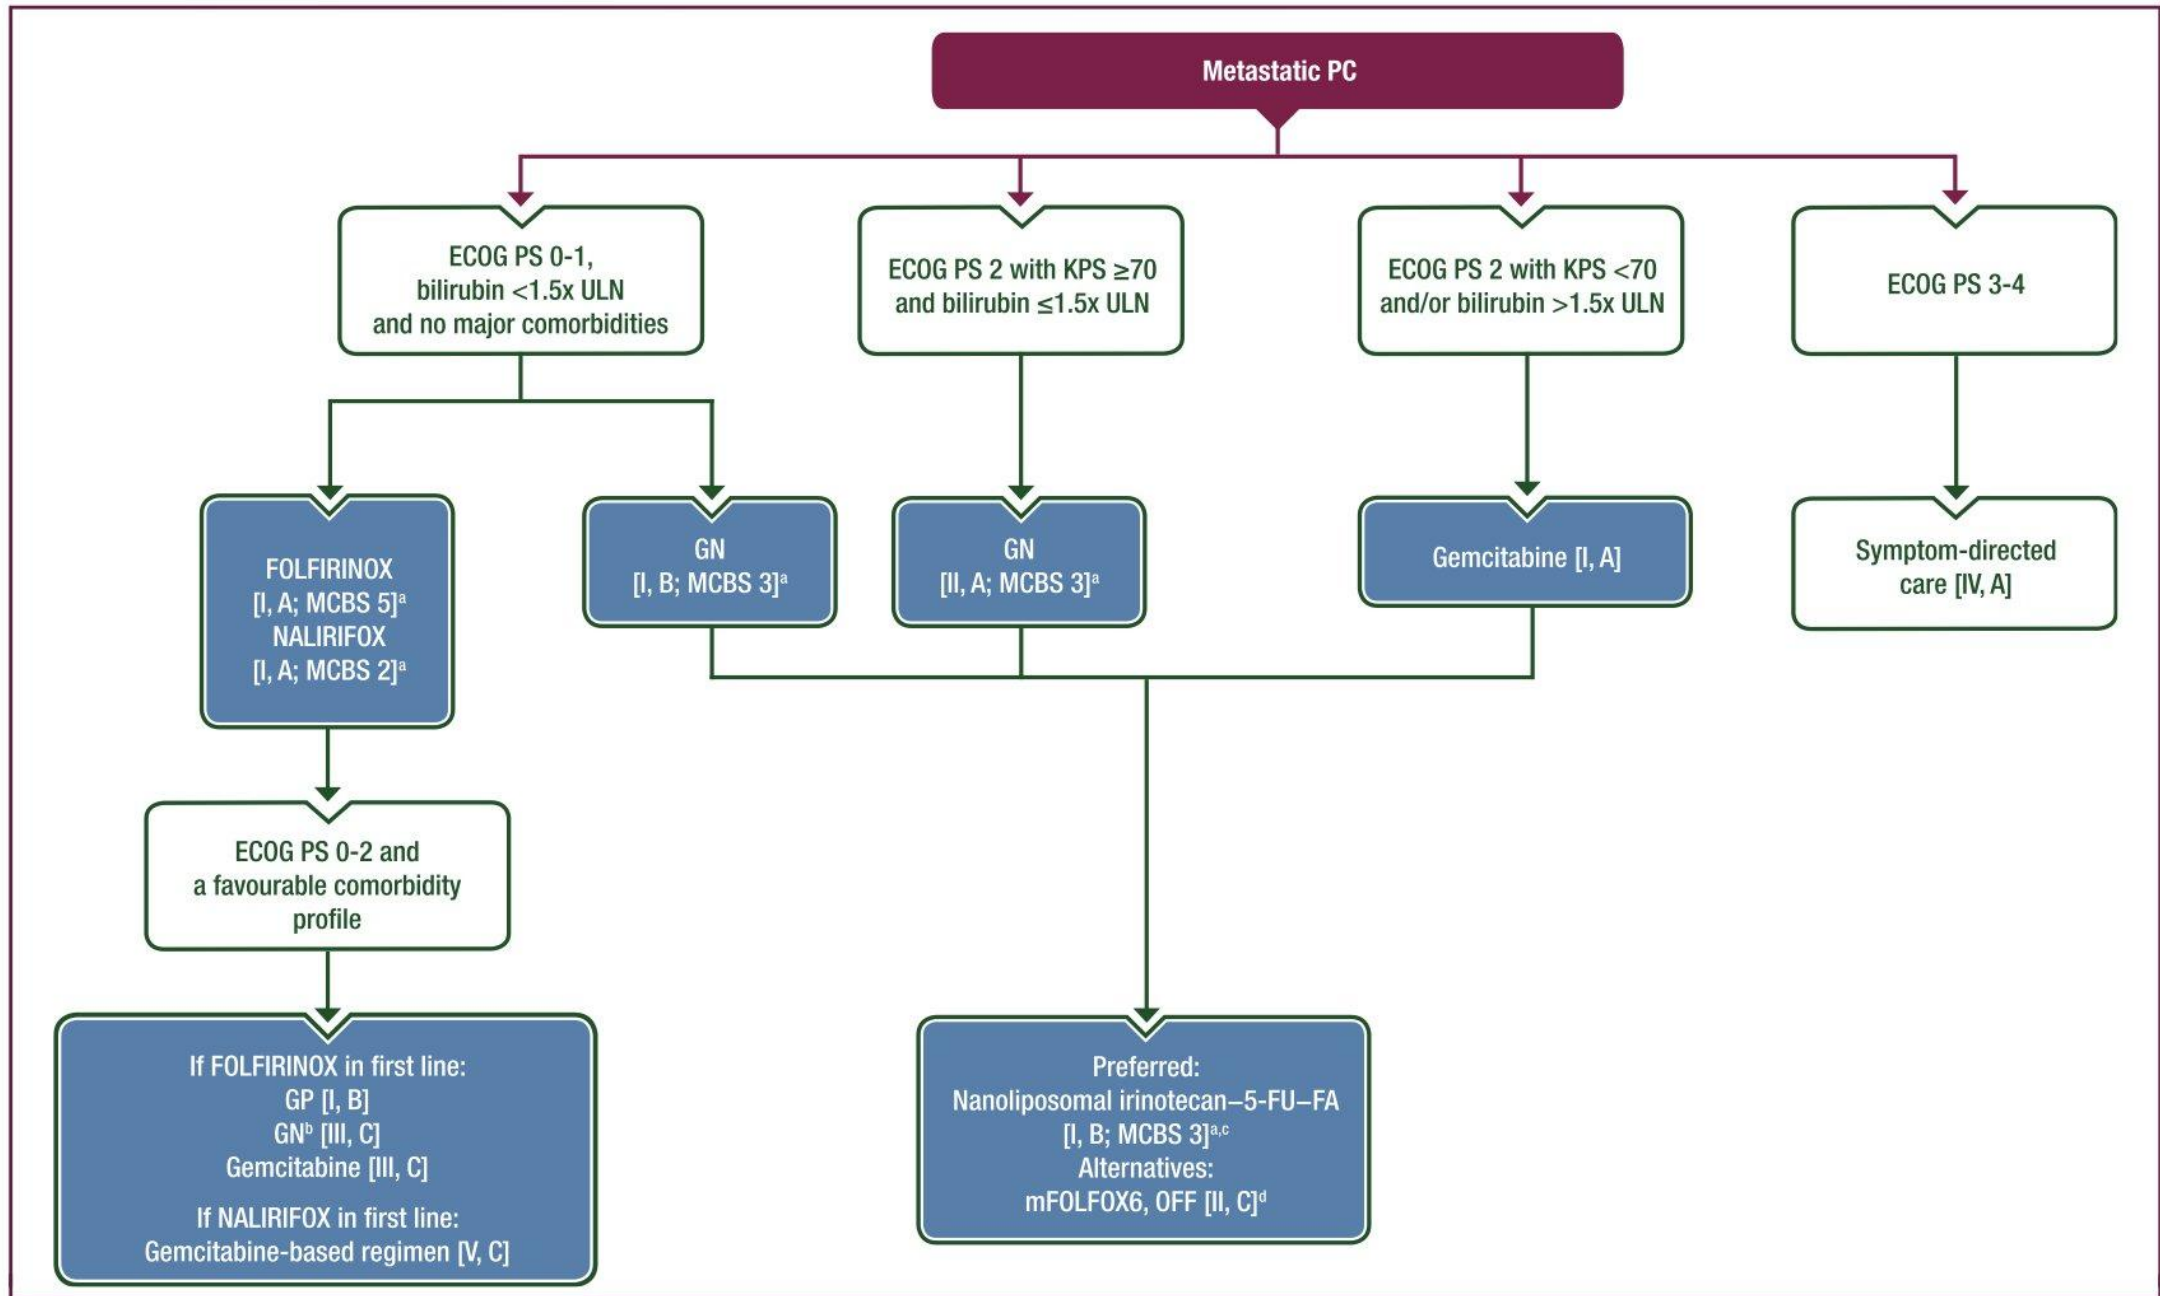 Metastatic PC
ECOG PS 0-1,
bilirubin <1.5x ULN
and no major comorbidities
ECOG PS 2 with KPS ≥70
and bilirubin ≤1.5x ULN
ECOG PS 2 with KPS <70
and/or bilirubin >1.5x ULN
ECOG PS 3-4
FOLFIRINOX
[I, A; MCBS 5]ᵃ
NALIRIFOX
[I, A; MCBS 2]ᵃ
GN
[I, B; MCBS 3]ᵃ
GN
[II, A; MCBS 3]ᵃ
Gemcitabine [I, A]
Symptom-directed
care [IV, A]
ECOG PS 0-2 and
a favourable comorbidity
profile
If FOLFIRINOX in first line:
GP [I, B]
GNᵇ [III, C]
Gemcitabine [III, C]
If NALIRIFOX in first line:
Gemcitabine-based regimen [V, C]
Preferred:
Nanoliposomal irinotecan–5-FU–FA
[I, B; MCBS 3]ᵃ,ᶜ
Alternatives:
mFOLFOX6, OFF [II, C]ᵈ